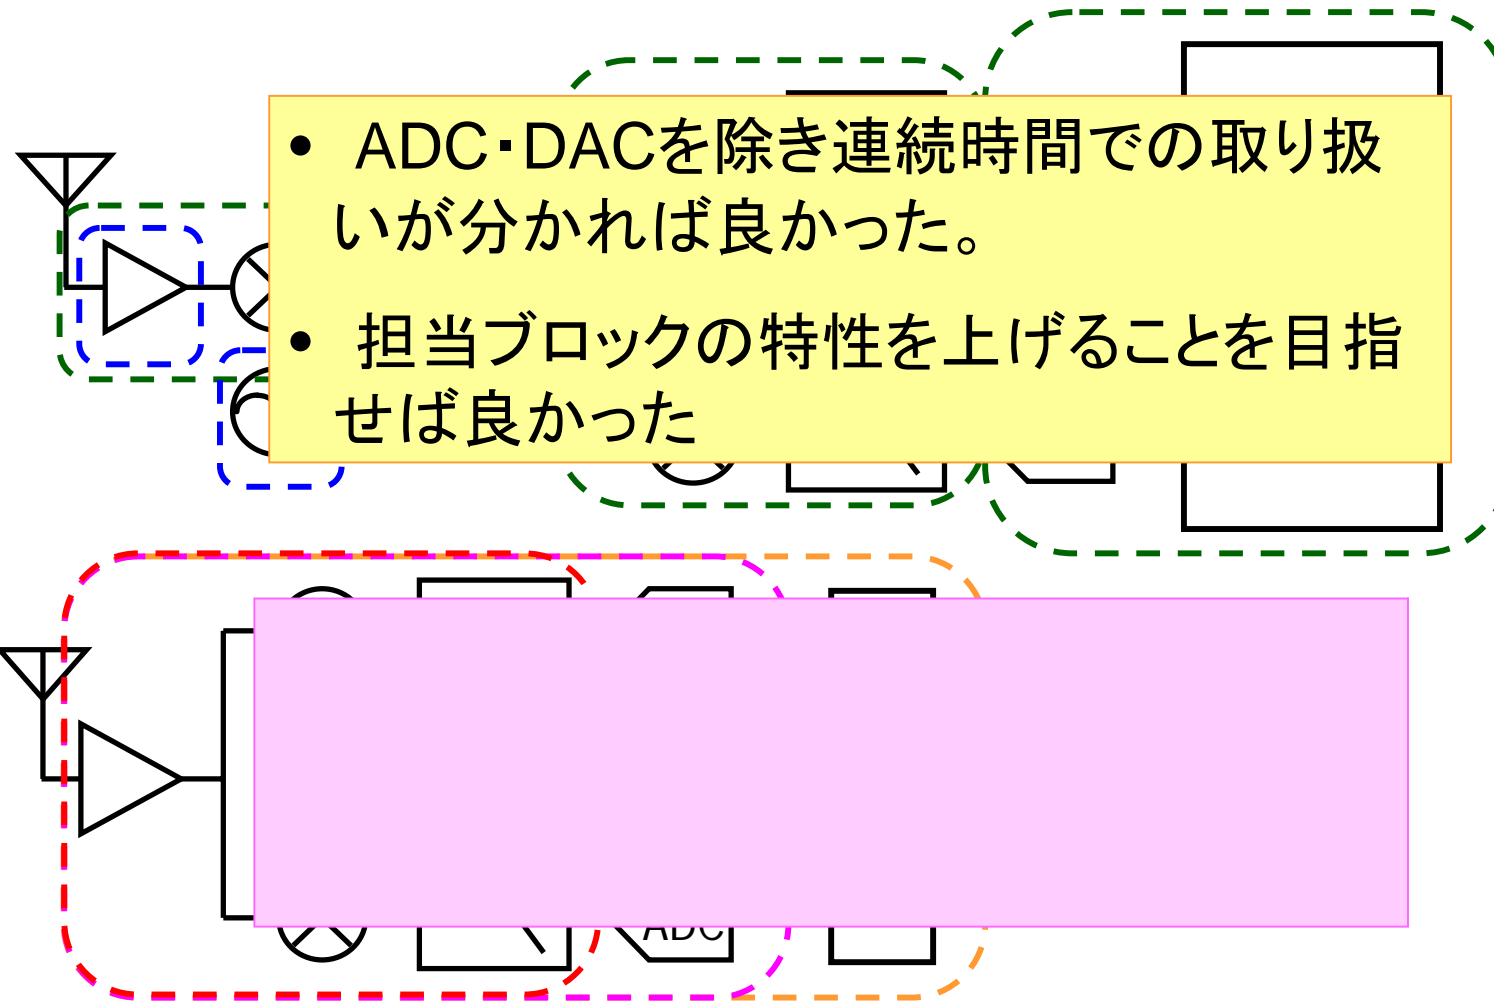 • ADC・DACを除き連続時間での取り扱
いが分かれば良かった。
• 担当ブロックの特性を上げることを目指
せば良かった
ADC